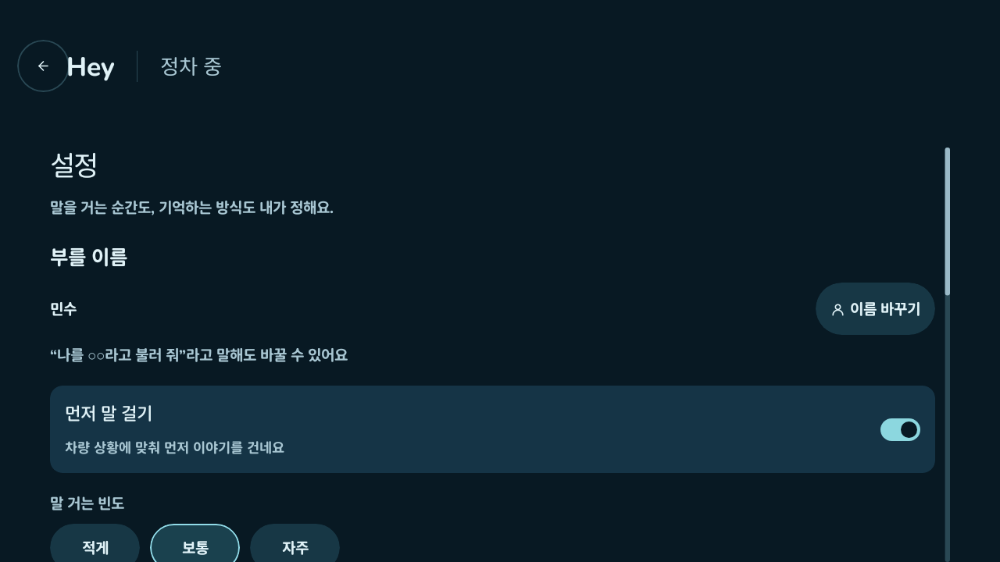 Hey
정차 중
설정
말을 거는 순간도, 기억하는 방식도 내가 정해요.
부를 이름
민수
이름 바꾸기
“나를 ○○라고 불러 줘”라고 말해도 바꿀 수 있어요
먼저 말 걸기
차량 상황에 맞춰 먼저 이야기를 건네요
말 거는 빈도
적게
보통
자주